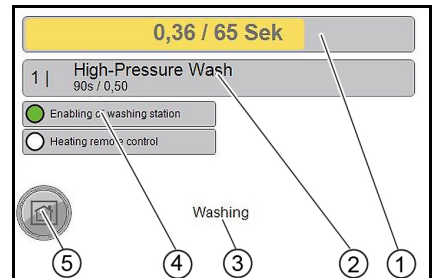 0,36 / 65 Sek
1 | High-Pressure Wash
90s / 0,50
Enabling of washing station
Heating remote control
Washing
5 4 3 2 1